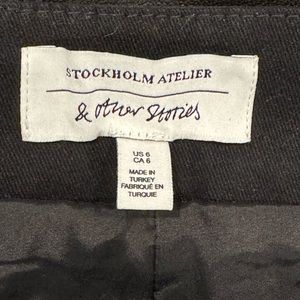 STOCKHOLM ATELIER
& Other Stories
US 6
CA 6
MADE IN
TURKEY
FABRIQUÉ EN
TURQUIE